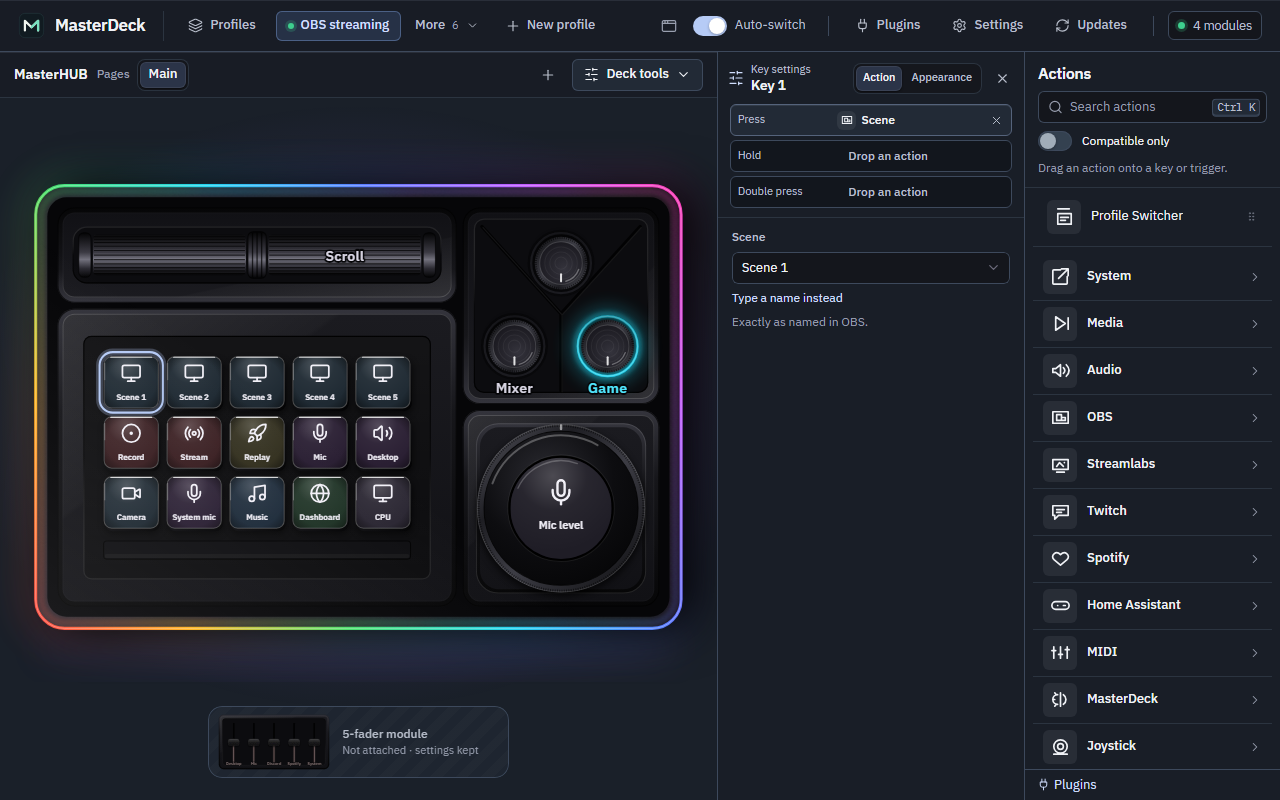 MasterDeck
Profiles
OBS streaming
More 6
New profile
Auto-switch
Plugins
Settings
Updates
4 modules
MasterHUB Pages Main
Deck tools
Key settings
Key 1
Action
Appearance
Press
Scene
Hold
Drop an action
Double press
Drop an action
Scene
Scene 1
Type a name instead
Exactly as named in OBS.
Actions
Search actions
Ctrl K
Compatible only
Drag an action onto a key or trigger.
Profile Switcher
System
Media
Audio
OBS
Streamlabs
Twitch
Spotify
Home Assistant
MIDI
MasterDeck
Joystick
Plugins
Scroll
Mixer
Game
Scene 1
Scene 2
Scene 3
Scene 4
Scene 5
Record
Stream
Replay
Mic
Desktop
Camera
System mic
Music
Dashboard
CPU
Mic level
5-fader module
Not attached · settings kept
Desktop
Mic
Discord
Spotify
System